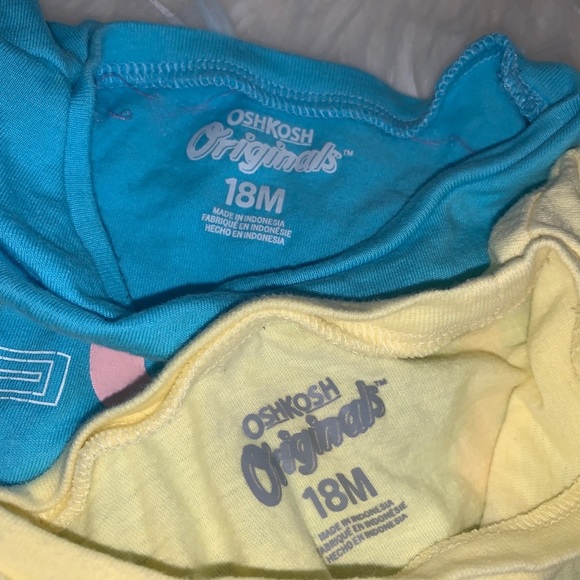 OSHKOSH
Originals™
18M
MADE IN INDONESIA
FABRIQUÉ EN INDONÉSIE
HECHO EN INDONESIA
OSHKOSH
Originals™
18M
MADE IN INDONESIA
FABRIQUÉ EN INDONÉSIE
HECHO EN INDONESIA